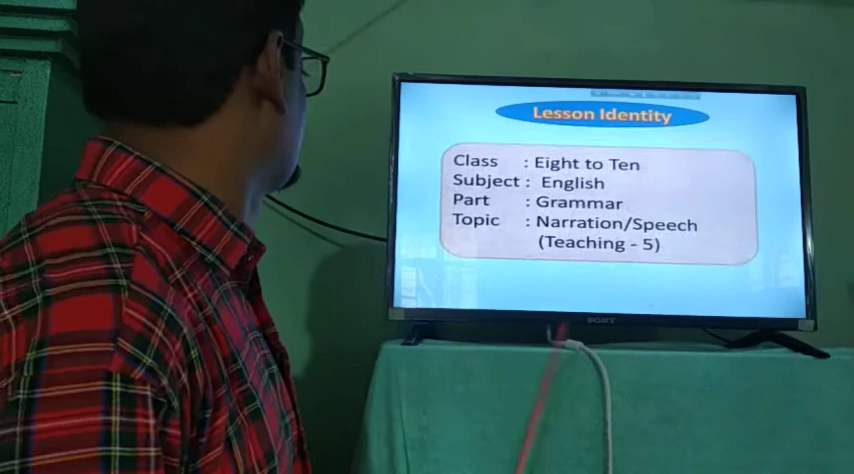 Lesson Identity
Class : Eight to Ten
Subject : English
Part : Grammar
Topic : Narration/Speech
(Teaching - 5)
SONY